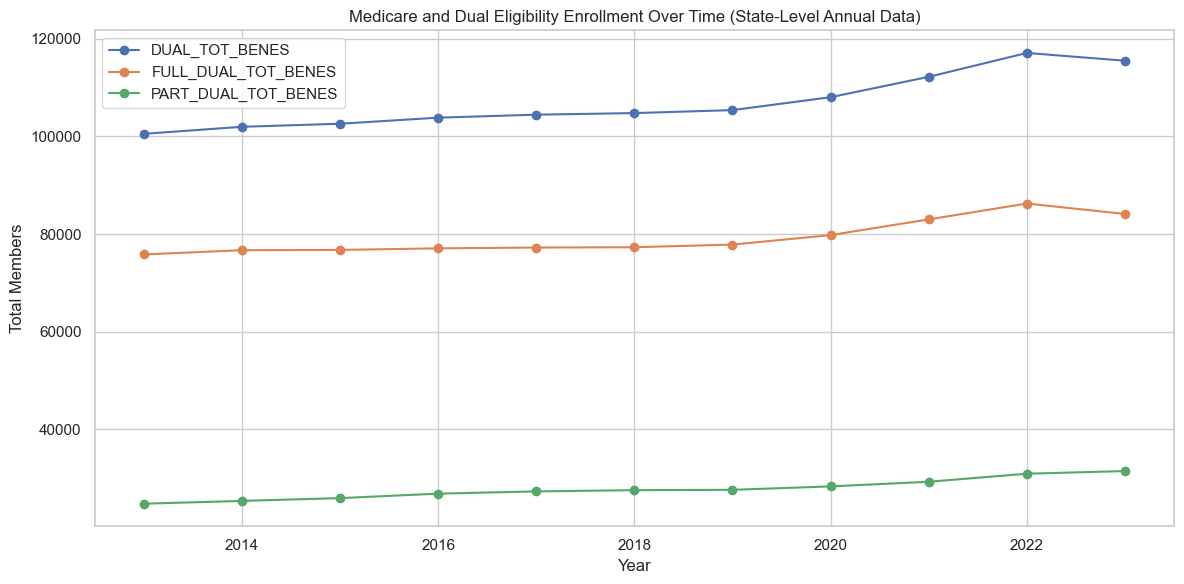 Medicare and Dual Eligibility Enrollment Over Time (State-Level Annual Data)
DUAL_TOT_BENES
FULL_DUAL_TOT_BENES
PART_DUAL_TOT_BENES
Total Members
120000
100000
80000
60000
40000
2014
2016
2018
2020
2022
Year